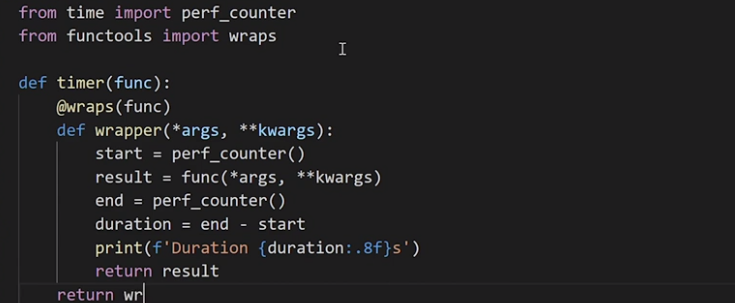 from time import perf_counter
from functools import wraps
def timer(func):
@wraps(func)
def wrapper(*args, **kwargs):
start = perf_counter()
result = func(*args, **kwargs)
end = perf_counter()
duration = end - start
print(f'Duration {duration:.8f}s')
return result
return wr